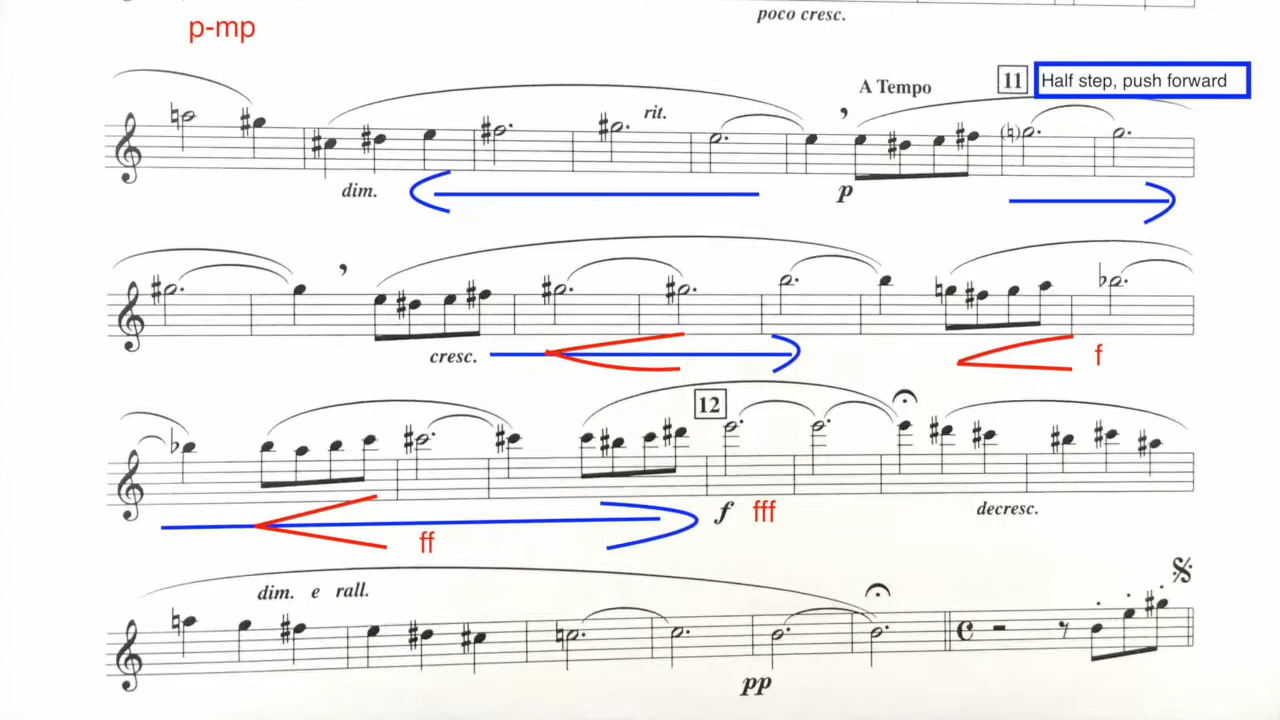 poco cresc.
p-mp
A Tempo
11
Half step, push forward
rit.
dim.
p
cresc.
f
12
f
fff
decresc.
ff
dim. e rall.
pp